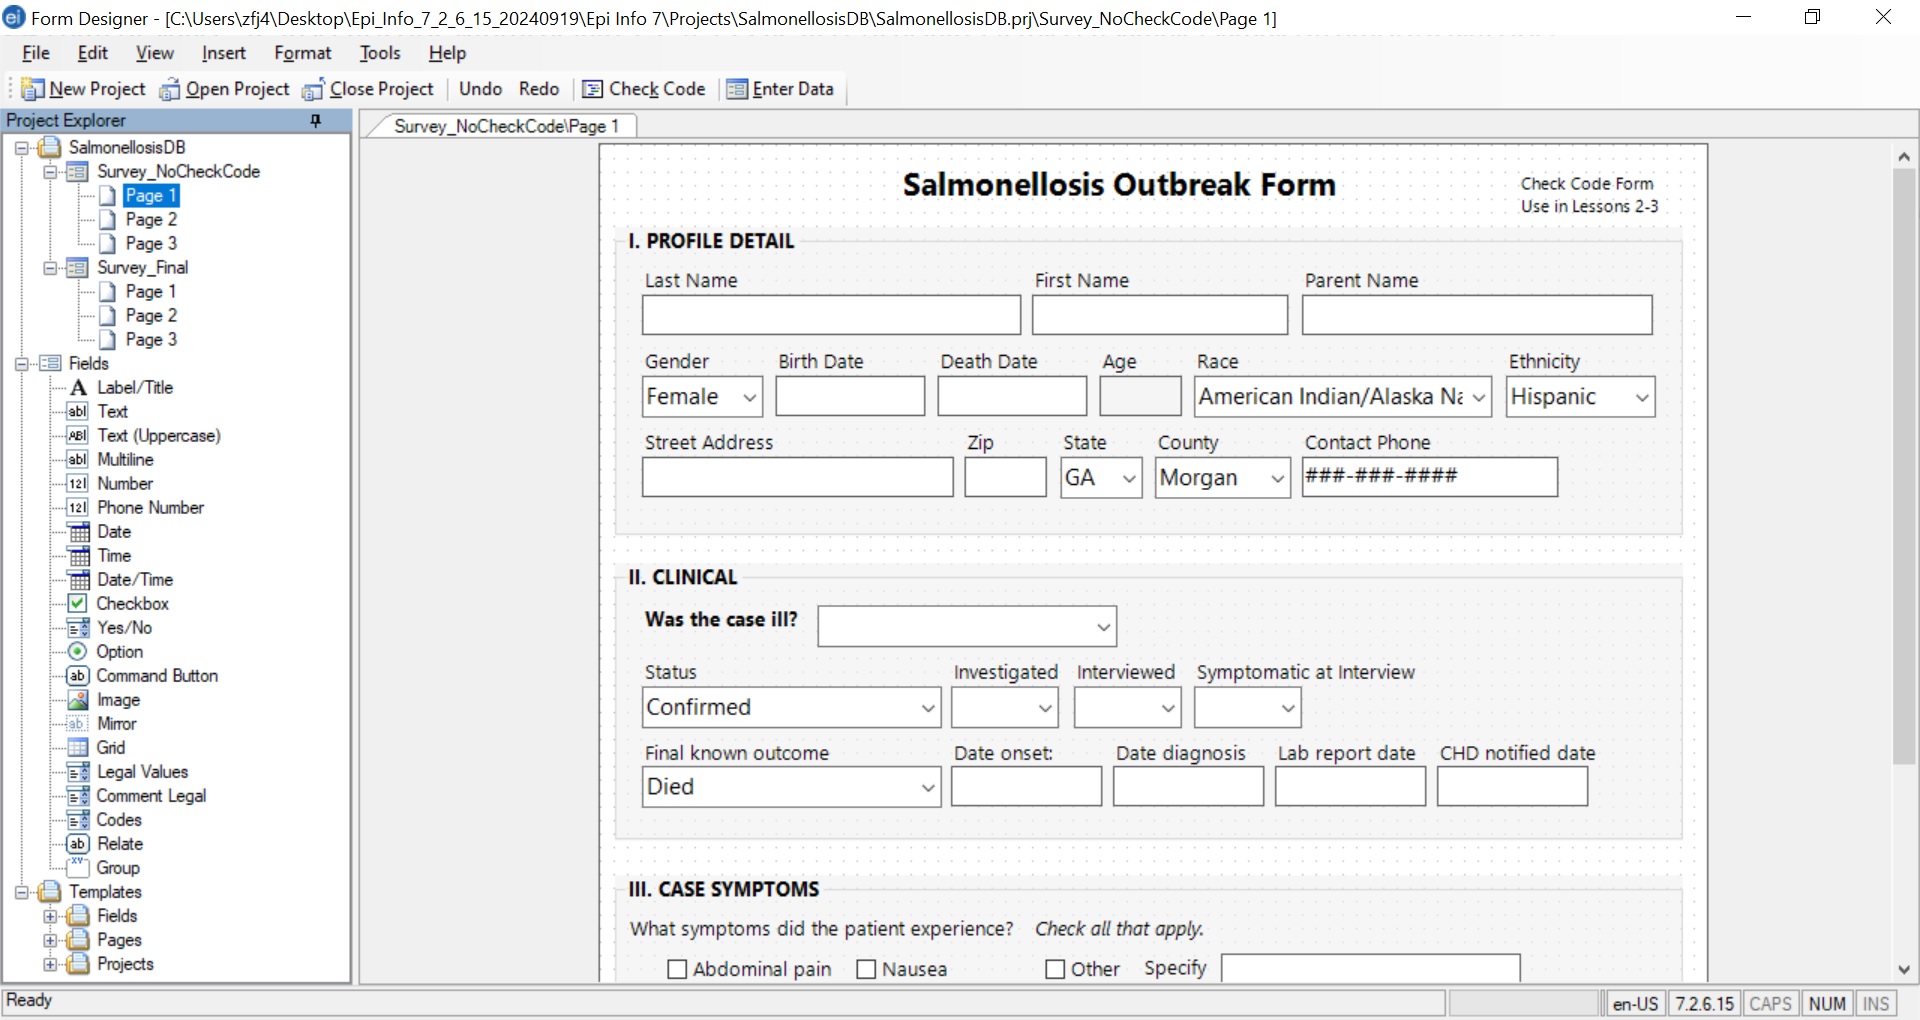 Form Designer - [C:\Users\zfj4\Desktop\Epi_Info_7_2_6_15_20240919\Epi Info 7\Projects\SalmonellosisDB\SalmonellosisDB.prj\Survey_NoCheckCode\Page 1]
File Edit View Insert Format Tools Help
New Project Open Project Close Project Undo Redo Check Code Enter Data
Project Explorer
SalmonellosisDB
Survey_NoCheckCode
Page 1
Page 2
Page 3
Survey_Final
Page 1
Page 2
Page 3
Fields
Label/Title
Text
Text (Uppercase)
Multiline
Number
Phone Number
Date
Time
Date/Time
Checkbox
Yes/No
Option
Command Button
Image
Mirror
Grid
Legal Values
Comment Legal
Codes
Relate
Group
Templates
Fields
Pages
Projects
Survey_NoCheckCode\Page 1
Salmonellosis Outbreak Form
Check Code Form
Use in Lessons 2-3
I. PROFILE DETAIL
Last Name First Name Parent Name
Gender Birth Date Death Date Age Race Ethnicity
Female American Indian/Alaska Na Hispanic
Street Address Zip State County Contact Phone
GA Morgan ###-###-####
II. CLINICAL
Was the case ill?
Status Investigated Interviewed Symptomatic at Interview
Confirmed
Final known outcome Date onset: Date diagnosis Lab report date CHD notified date
Died
III. CASE SYMPTOMS
What symptoms did the patient experience? Check all that apply.
Abdominal pain Nausea Other Specify
Ready en-US 7.2.6.15 CAPS NUM INS